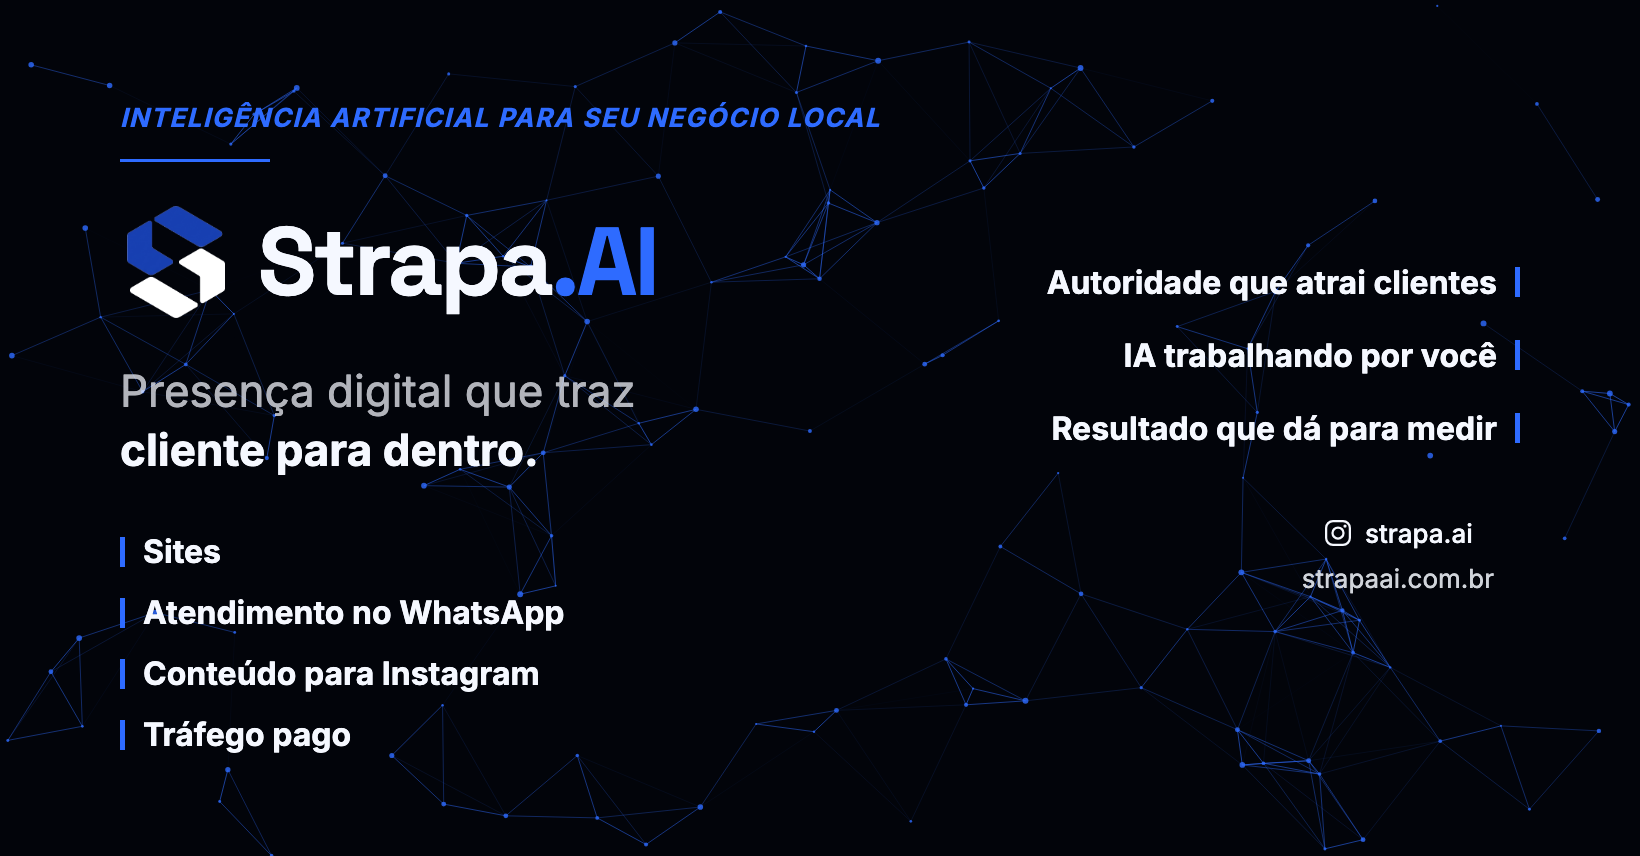 INTELIGÊNCIA ARTIFICIAL PARA SEU NEGÓCIO LOCAL
Strapa.AI
Presença digital que traz
cliente para dentro.
Sites
Atendimento no WhatsApp
Conteúdo para Instagram
Tráfego pago
Autoridade que atrai clientes
IA trabalhando por você
Resultado que dá para medir
strapa.ai
strapaai.com.br